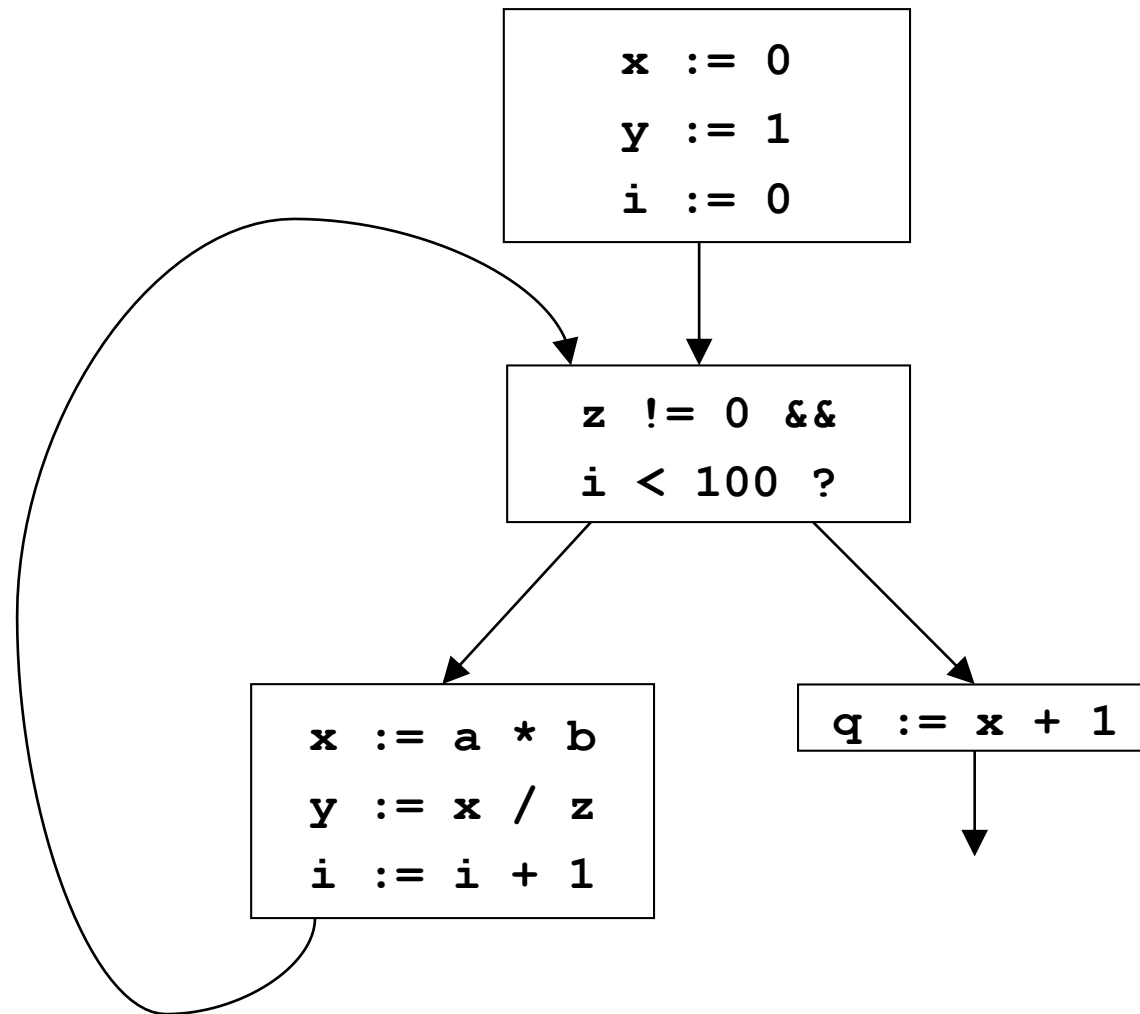 x := 0
y := 1
i := 0
z != 0 &&
i < 100 ?
x := a * b
y := x / z
i := i + 1
q := x + 1